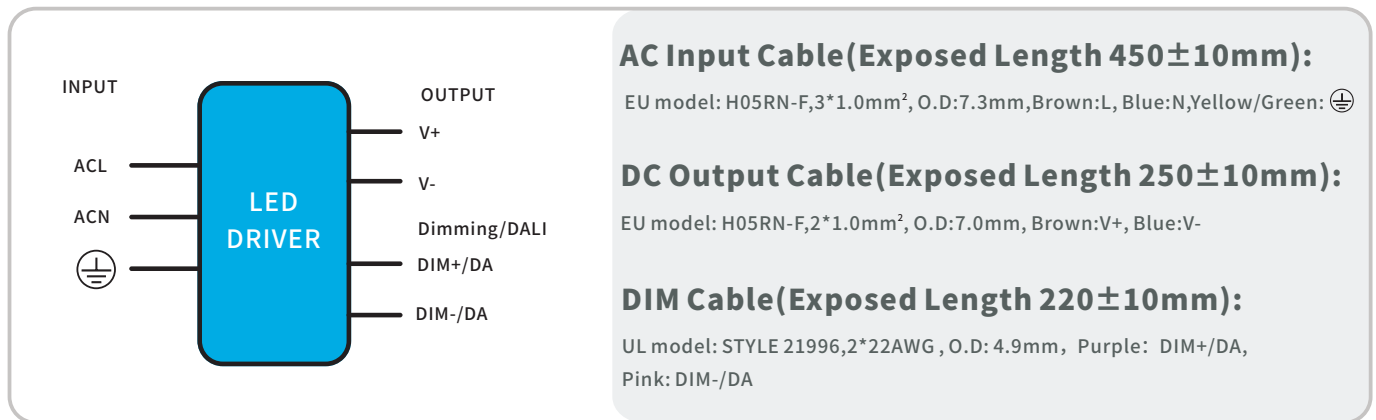 INPUT
ACL
ACN
LED
DRIVER
OUTPUT
V+
V-
Dimming/DALI
DIM+/DA
DIM-/DA
AC Input Cable(Exposed Length 450±10mm):
EU model: H05RN-F,3*1.0mm², O.D:7.3mm,Brown:L, Blue:N,Yellow/Green:
DC Output Cable(Exposed Length 250±10mm):
EU model: H05RN-F,2*1.0mm², O.D:7.0mm, Brown:V+, Blue:V-
DIM Cable(Exposed Length 220±10mm):
UL model: STYLE 21996,2*22AWG , O.D: 4.9mm，Purple：DIM+/DA,
Pink: DIM-/DA